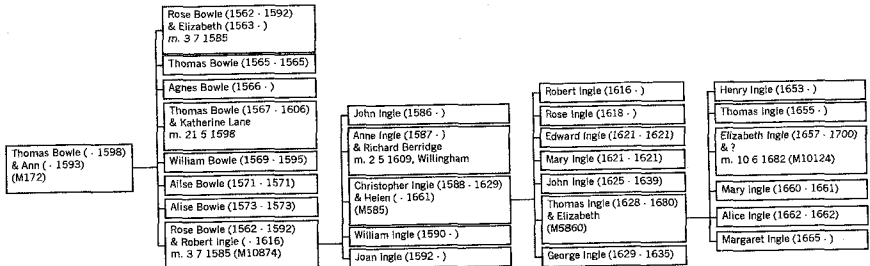 Thomas Bowle ( - 1598)
& Ann ( - 1593)
(M172)
Rose Bowle (1562 - 1592)
& Elizabeth (1563 - )
m. 3 7 1585
Thomas Bowle (1565 - 1565)
Agnes Bowle (1566 - )
Thomas Bowle (1567 - 1606)
& Katherine Lane
m. 21 5 1598
William Bowle (1569 - 1595)
Ailse Bowle (1571 - 1571)
Alise Bowle (1573 - 1573)
Rose Bowle (1562 - 1592)
& Robert Ingle ( - 1616)
m. 3 7 1585 (M10874)
John Ingle (1586 - )
Anne Ingle (1587 - )
& Richard Berridge
m. 2 5 1609, Willingham
Christopher Ingle (1588 - 1629)
& Helen ( - 1661)
(M585)
William Ingle (1590 - )
Joan Ingle (1592 - )
Robert Ingle (1616 - )
Rose Ingle (1618 - )
Edward Ingle (1621 - 1621)
Mary Ingle (1621 - 1621)
John Ingle (1625 - 1639)
Thomas Ingle (1628 - 1680)
& Elizabeth
(M5860)
George Ingle (1629 - 1635)
Henry Ingle (1653 - )
Thomas Ingle (1655 - )
Elizabeth Ingle (1657 - 1700)
& ?
m. 10 6 1682 (M10124)
Mary Ingle (1660 - 1661)
Alice Ingle (1662 - 1662)
Margaret Ingle (1665 - )